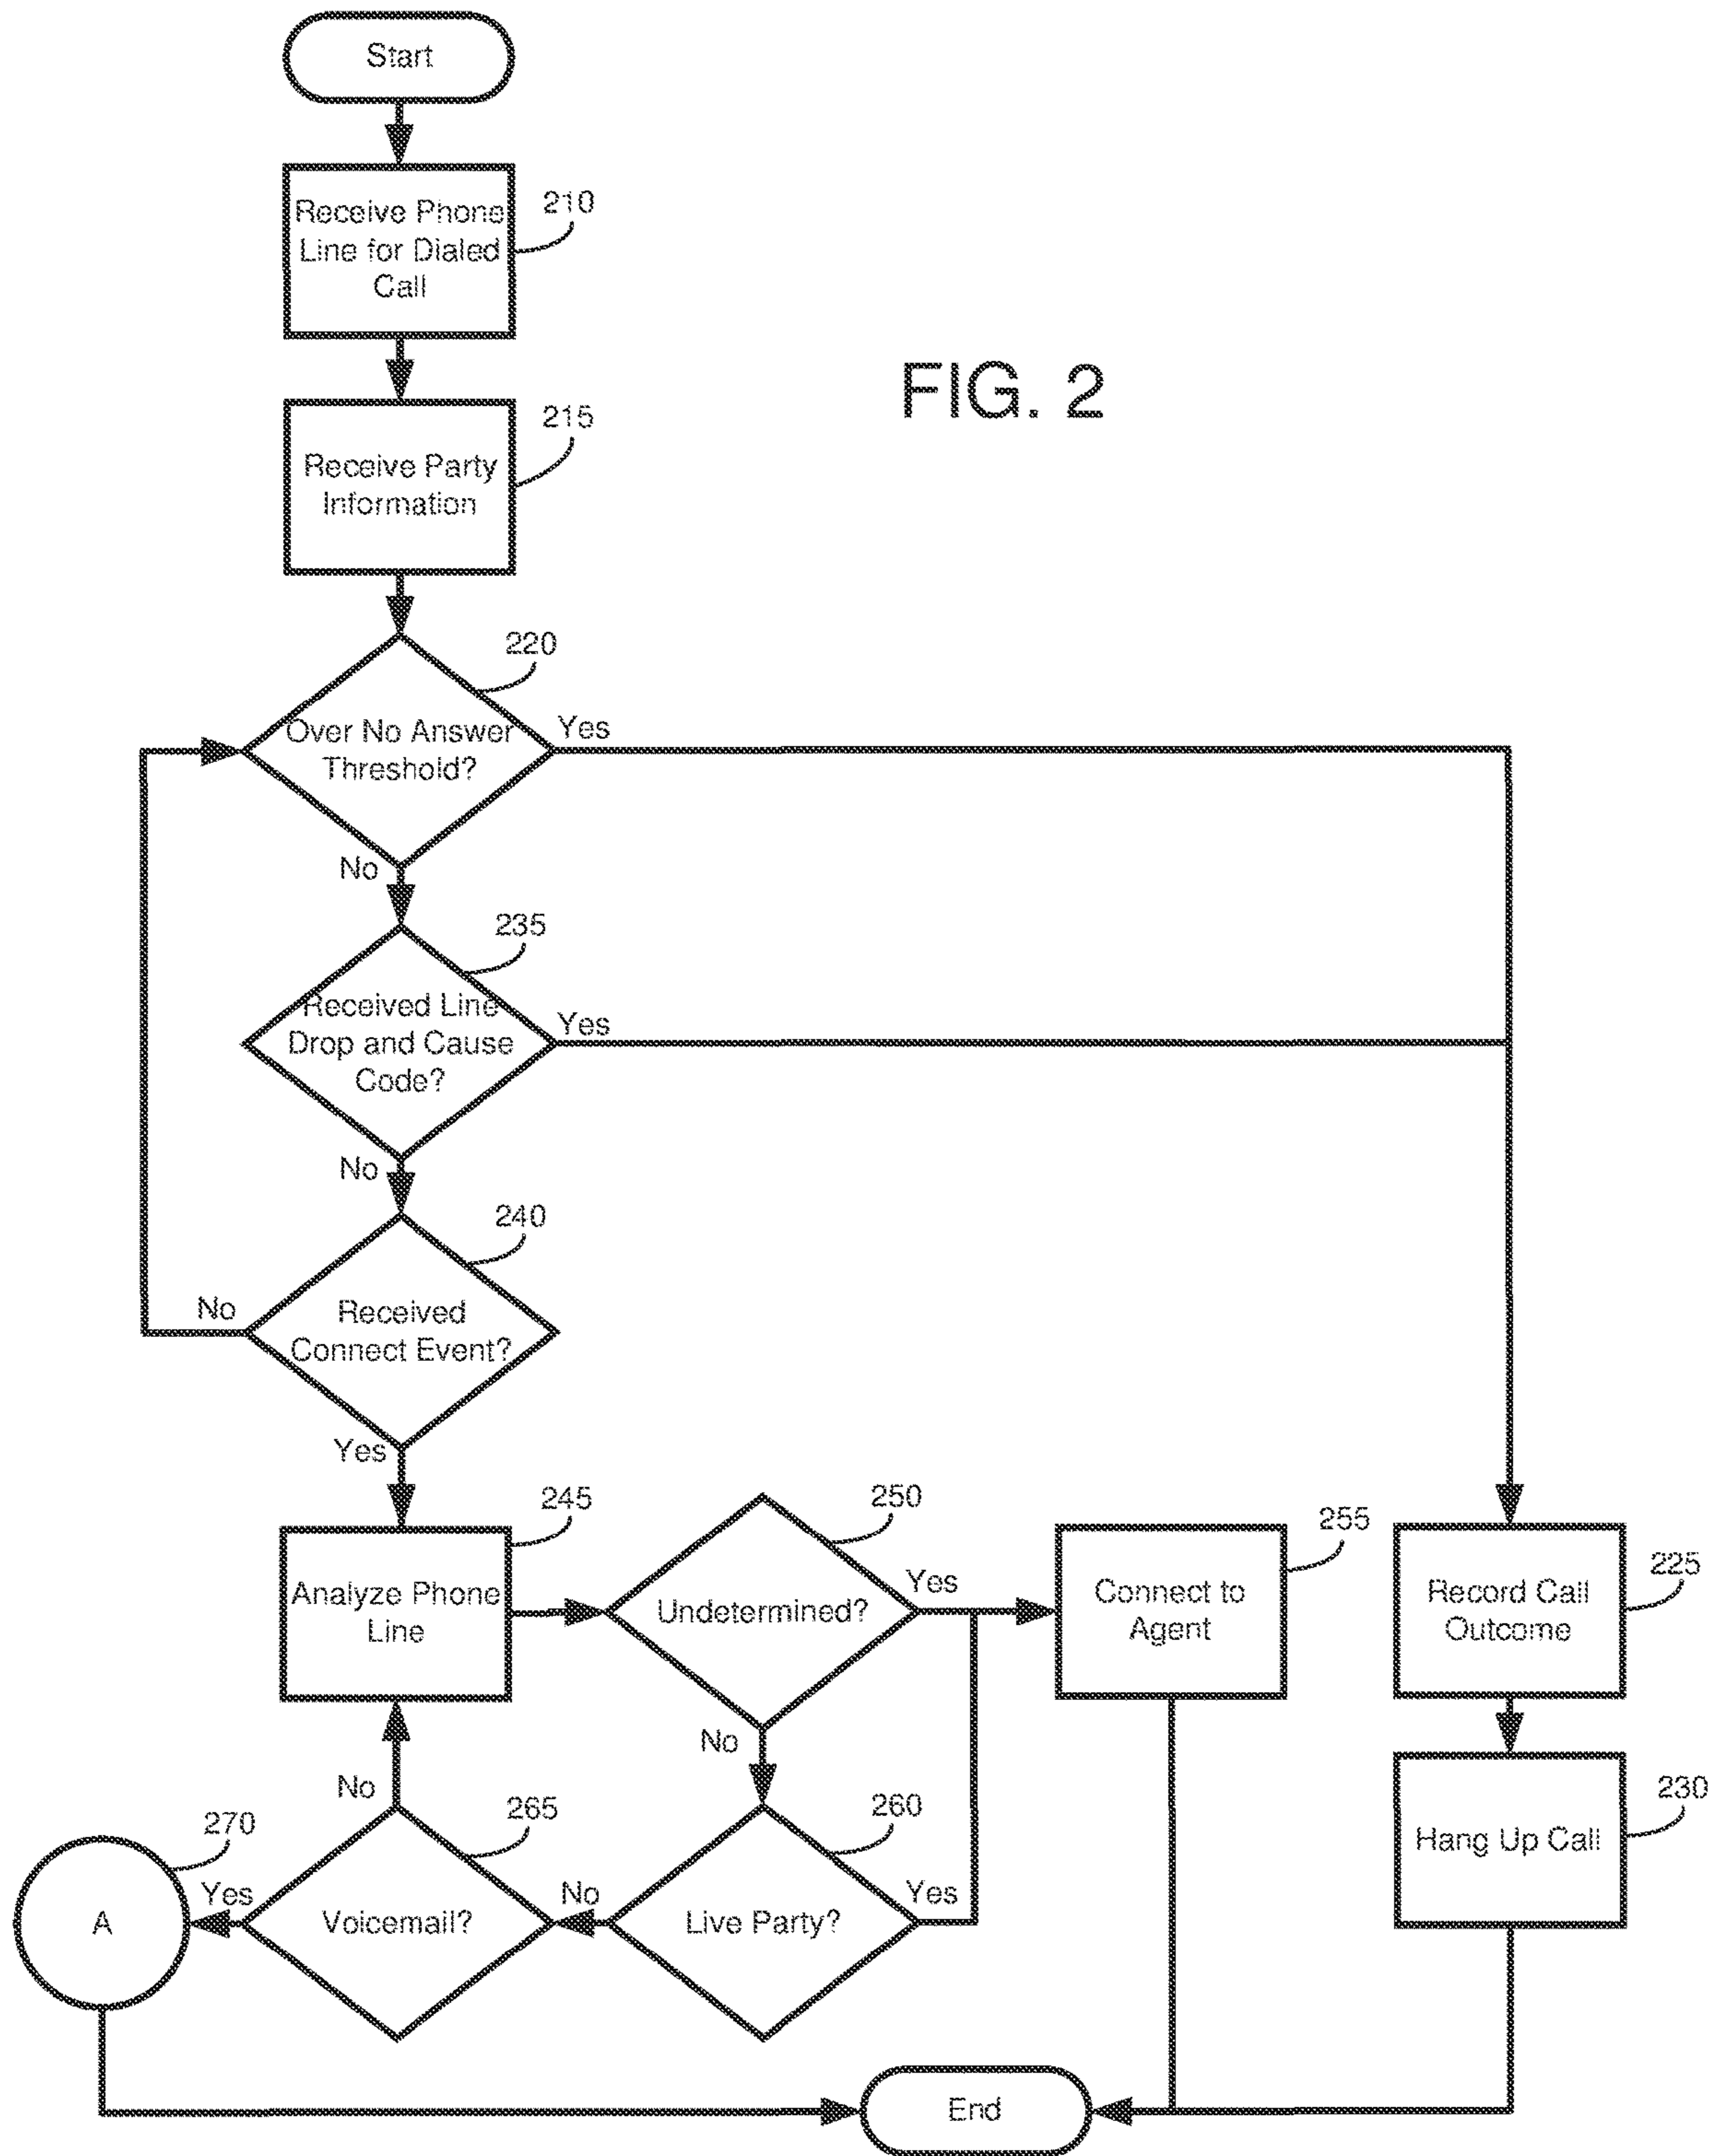 Start
Receive Phone
Line for Dialed
Call
210
FIG. 2
Receive Party
Information
215
220
Over No Answer
Threshold?
Yes
No
235
Received Line
Drop and Cause
Code?
Yes
No
240
Received
Connect Event?
No
Yes
245
Analyze Phone
Line
250
Undetermined?
Yes
No
255
Connect to
Agent
225
Record Call
Outcome
230
Hang Up Call
260
Live Party?
Yes
No
265
Voicemail?
No
Yes
270
A
End